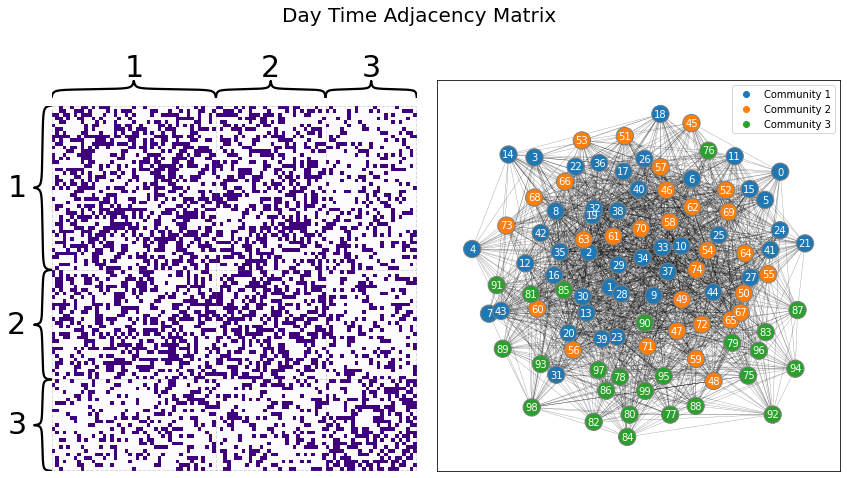 Day Time Adjacency Matrix
1 2 3
1
2
3
Community 1
Community 2
Community 3
18
45
51
53
76
14 3 26 11
36
22 17 57 0
66 6
40 46 52 15
68 5
32 62
8 38 69
19
58
73 70 24
42 63 61 25
4 33 10 21
35 2 54 64 41
12 34
29 37 74
16 27 55
91
81 85 30 1 28 9 44 50
49
60 87
7 43 13 67
90 65
72
20 47 83
39 23
89 56 71 79
96
59
93 97 94
31 78 95 75
48
86 99
98 88
80 77 92
82
84